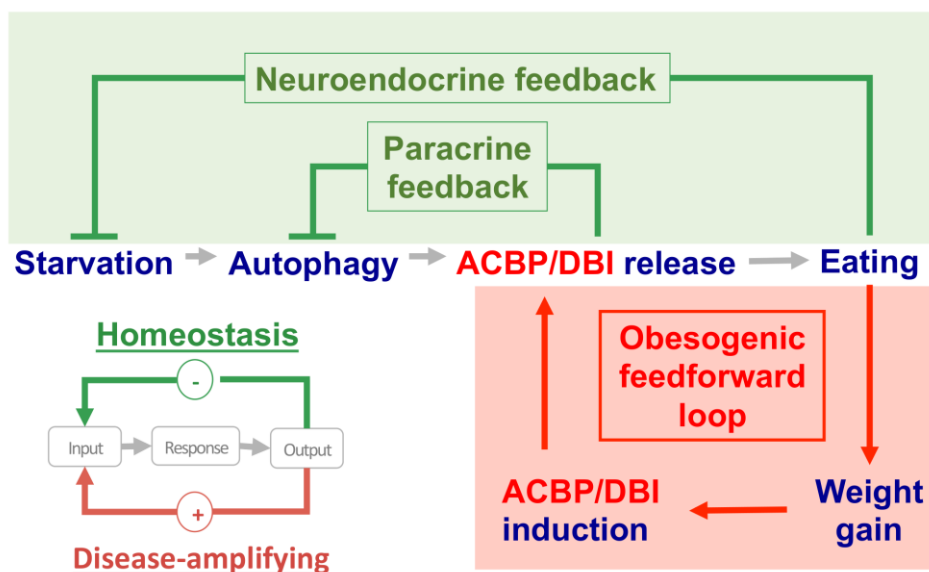 Neuroendocrine feedback
Paracrine
feedback
Starvation
Autophagy
ACBP/DBI release
Eating
Homeostasis
-
Input
Response
Output
+
Disease-amplifying
Obesogenic
feedforward
loop
ACBP/DBI
induction
Weight
gain